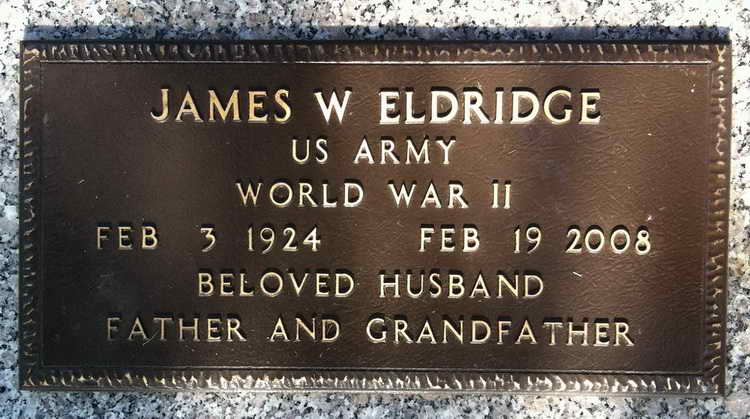 JAMES W ELDRIDGE
US ARMY
WORLD WAR II
FEB 3 1924 FEB 19 2008
BELOVED HUSBAND
FATHER AND GRANDFATHER